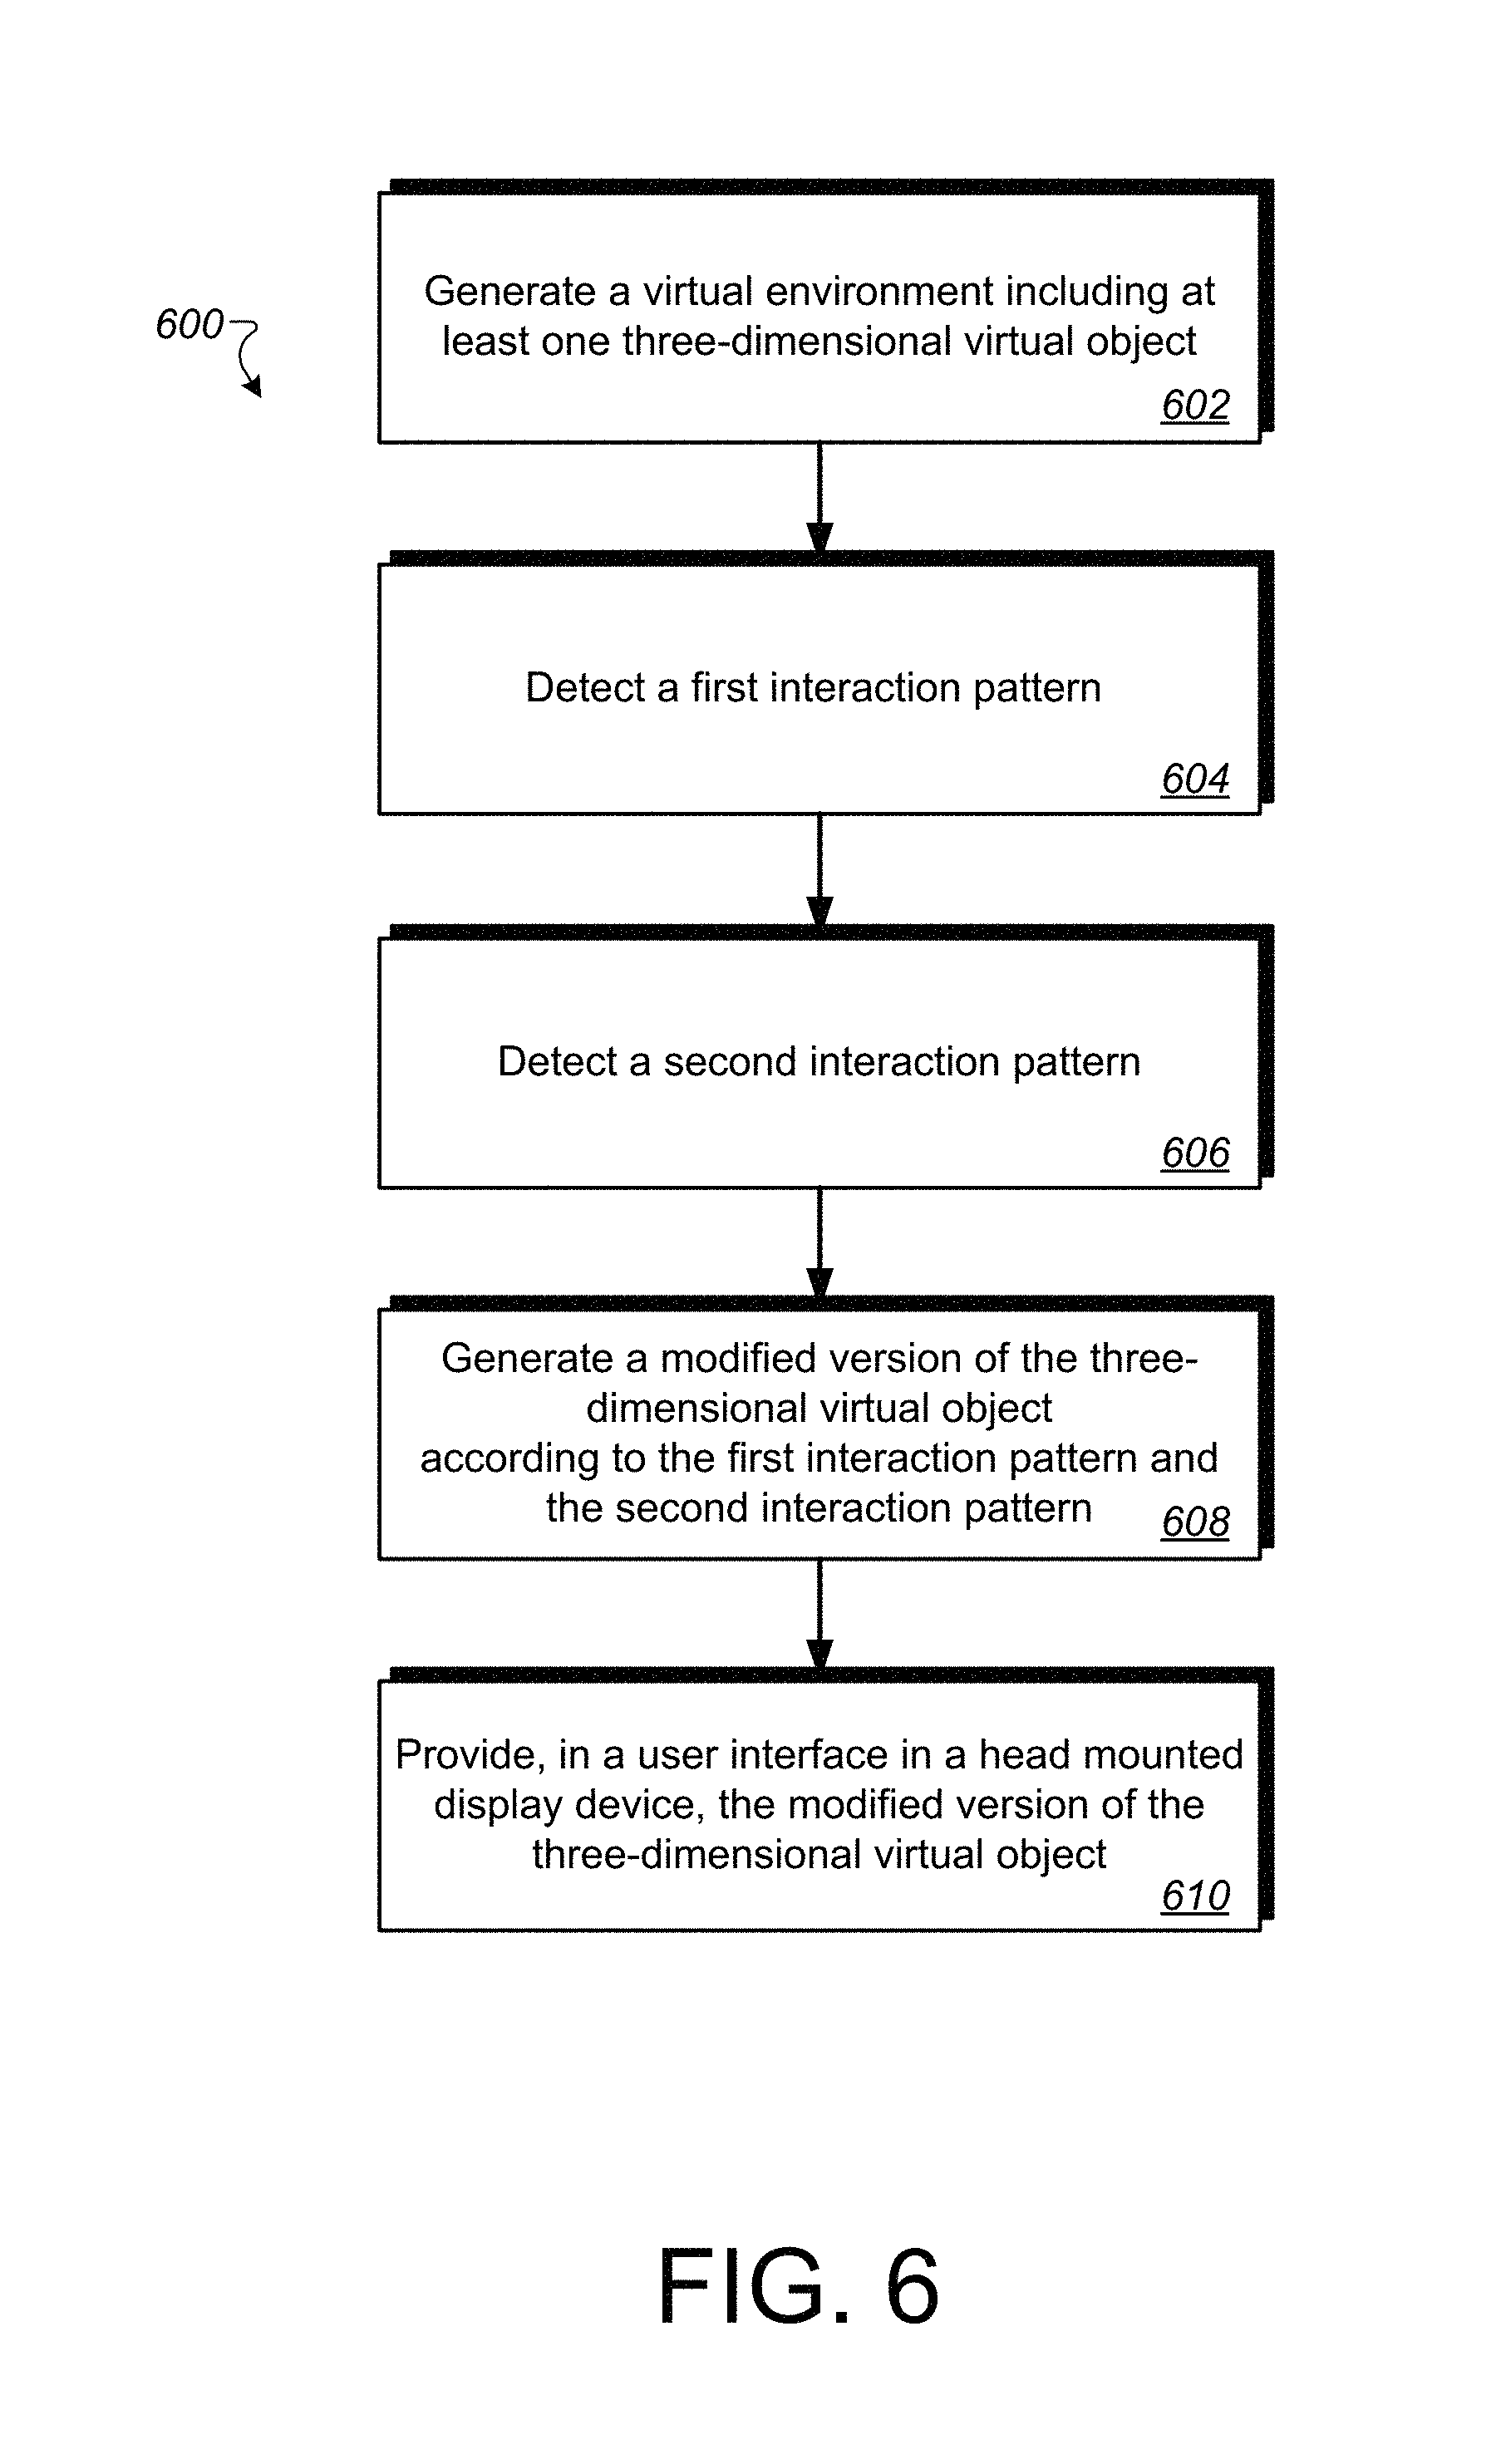 600
Generate a virtual environment including at
least one three-dimensional virtual object
602
Detect a first interaction pattern
604
Detect a second interaction pattern
606
Generate a modified version of the three-
dimensional virtual object
according to the first interaction pattern and
the second interaction pattern
608
Provide, in a user interface in a head mounted
display device, the modified version of the
three-dimensional virtual object
610
FIG. 6